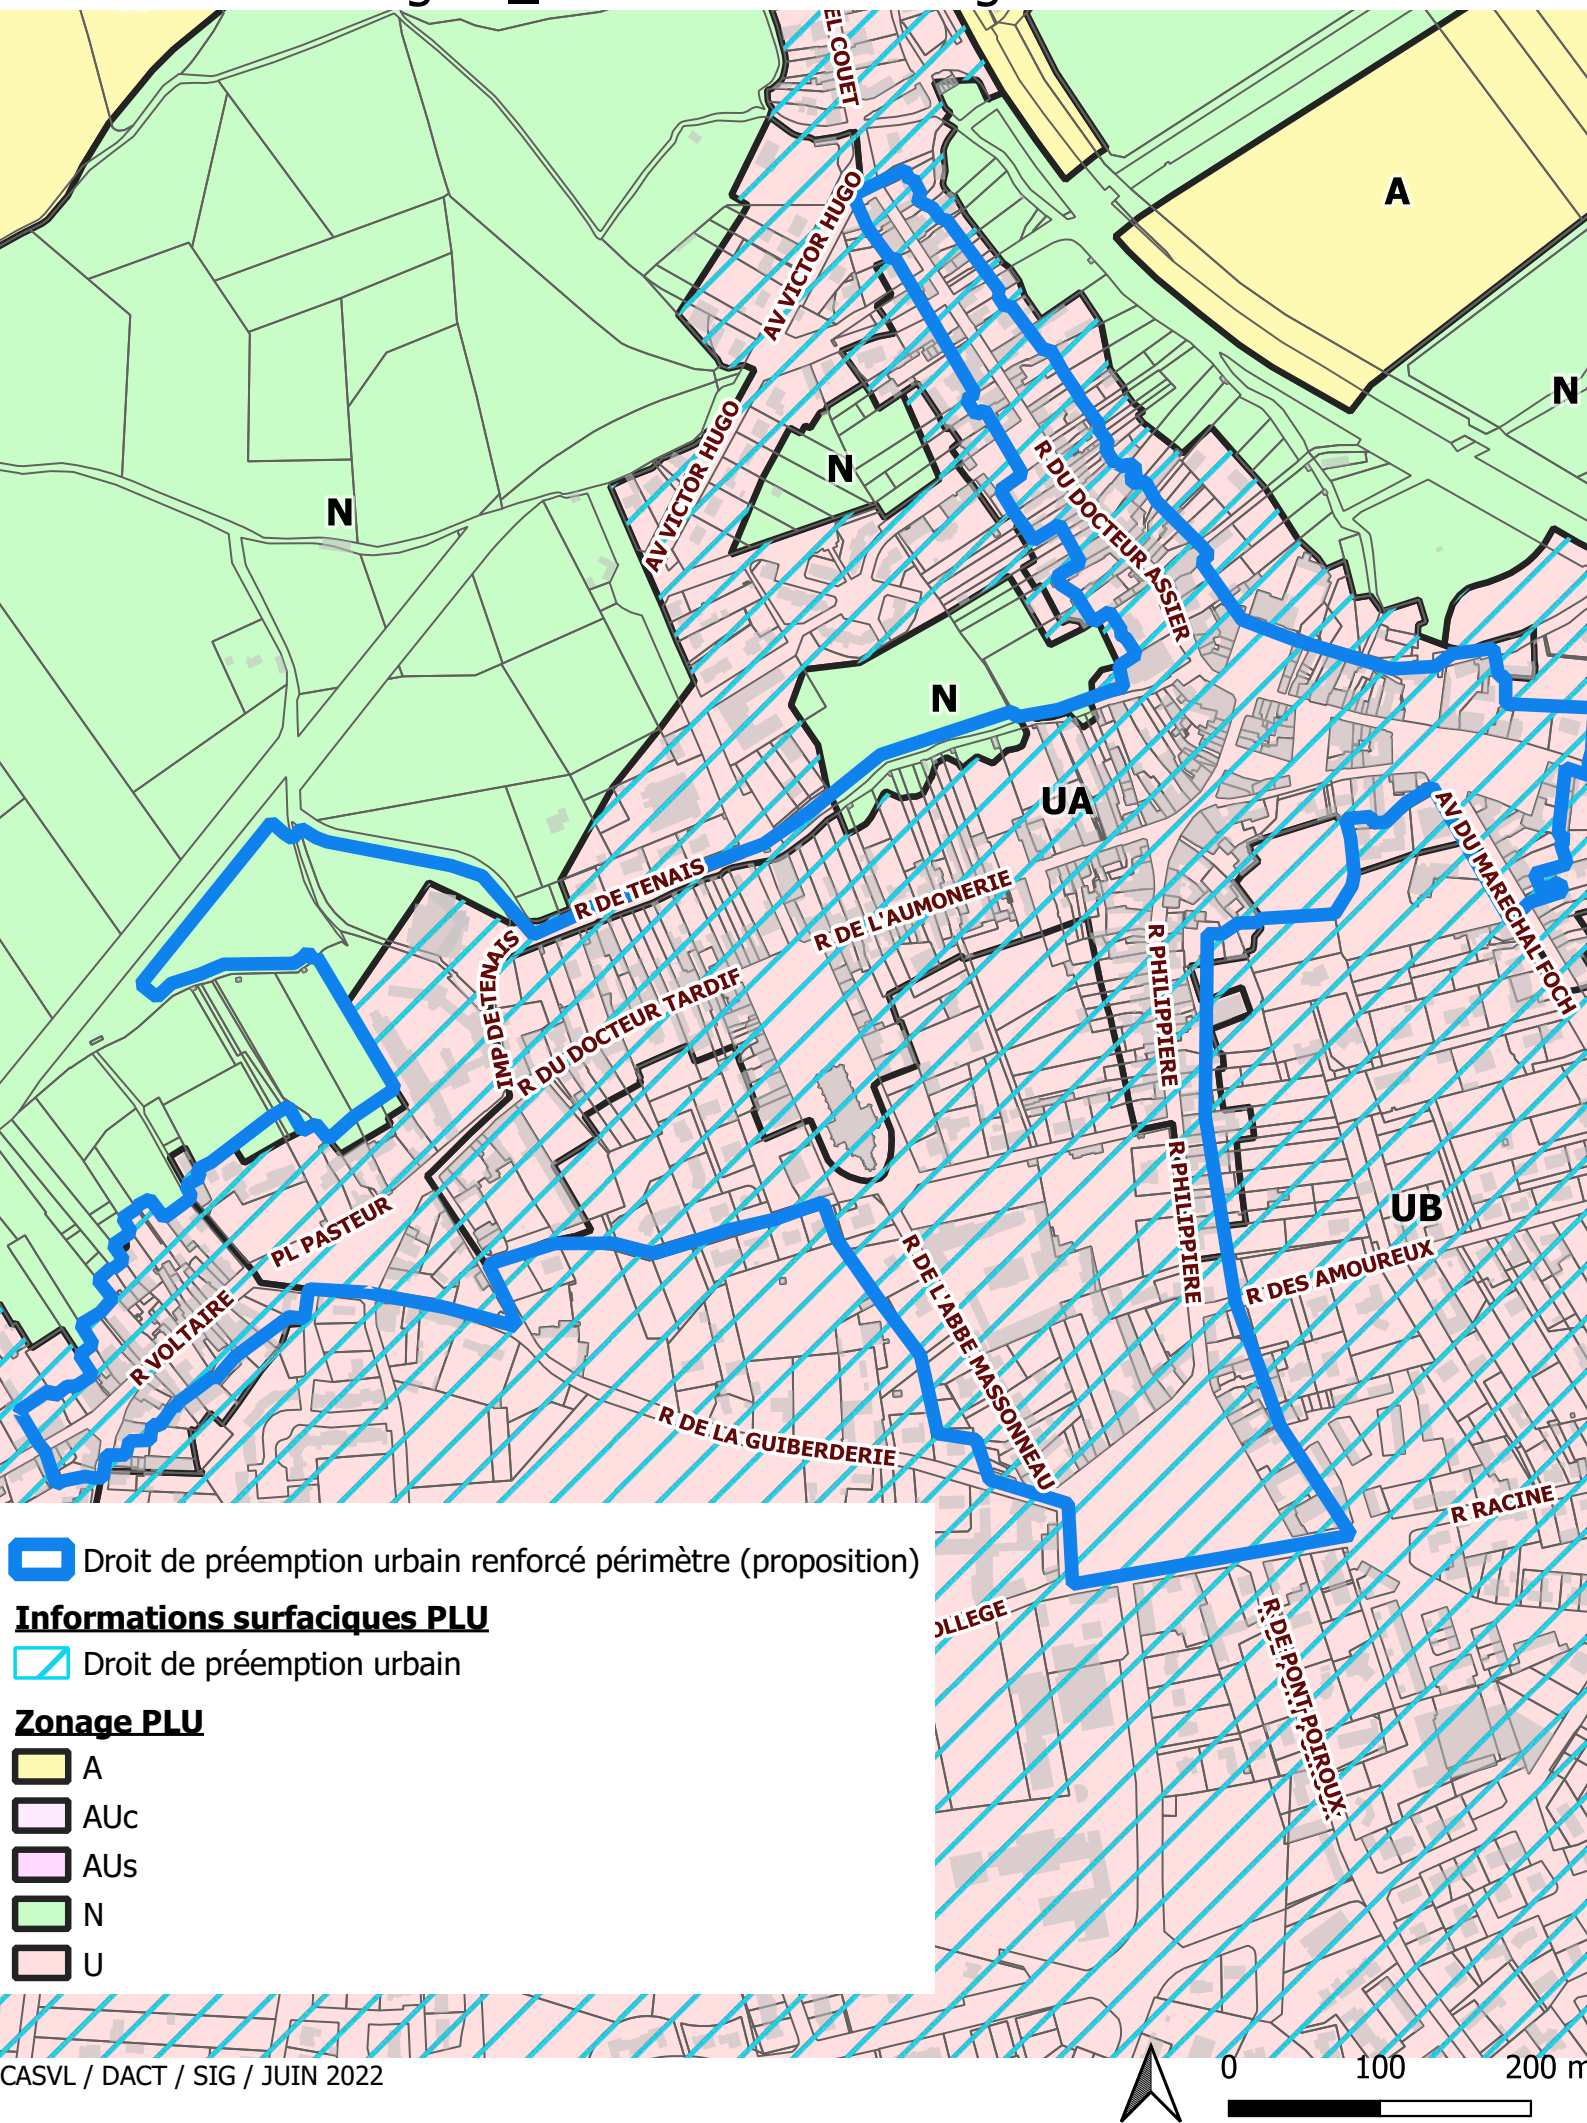 EL COUET
AV VICTOR HUGO
A
N
AV VICTOR HUGO
N
N
R DU DOCTEUR ASSIER
N
UA
AV DU MARECHAL FOCH
R DE TENAIS
R DE L'AUMONERIE
IMP DE TENAIS
R DU DOCTEUR TARDIF
R PHILIPPIERE
R PHILIPPIERE
PL PASTEUR
UB
R DES AMOUREUX
R VOLTAIRE
R DE L'ABBE MASSONNEAU
R DE LA GUIBERDERIE
R RACINE
OLLEGE
R DE PONT POIROUX
Droit de préemption urbain renforcé périmètre (proposition)
Informations surfaciques PLU
Droit de préemption urbain
Zonage PLU
A
AUc
AUs
N
U
CASVL / DACT / SIG / JUIN 2022
0 100 200 m